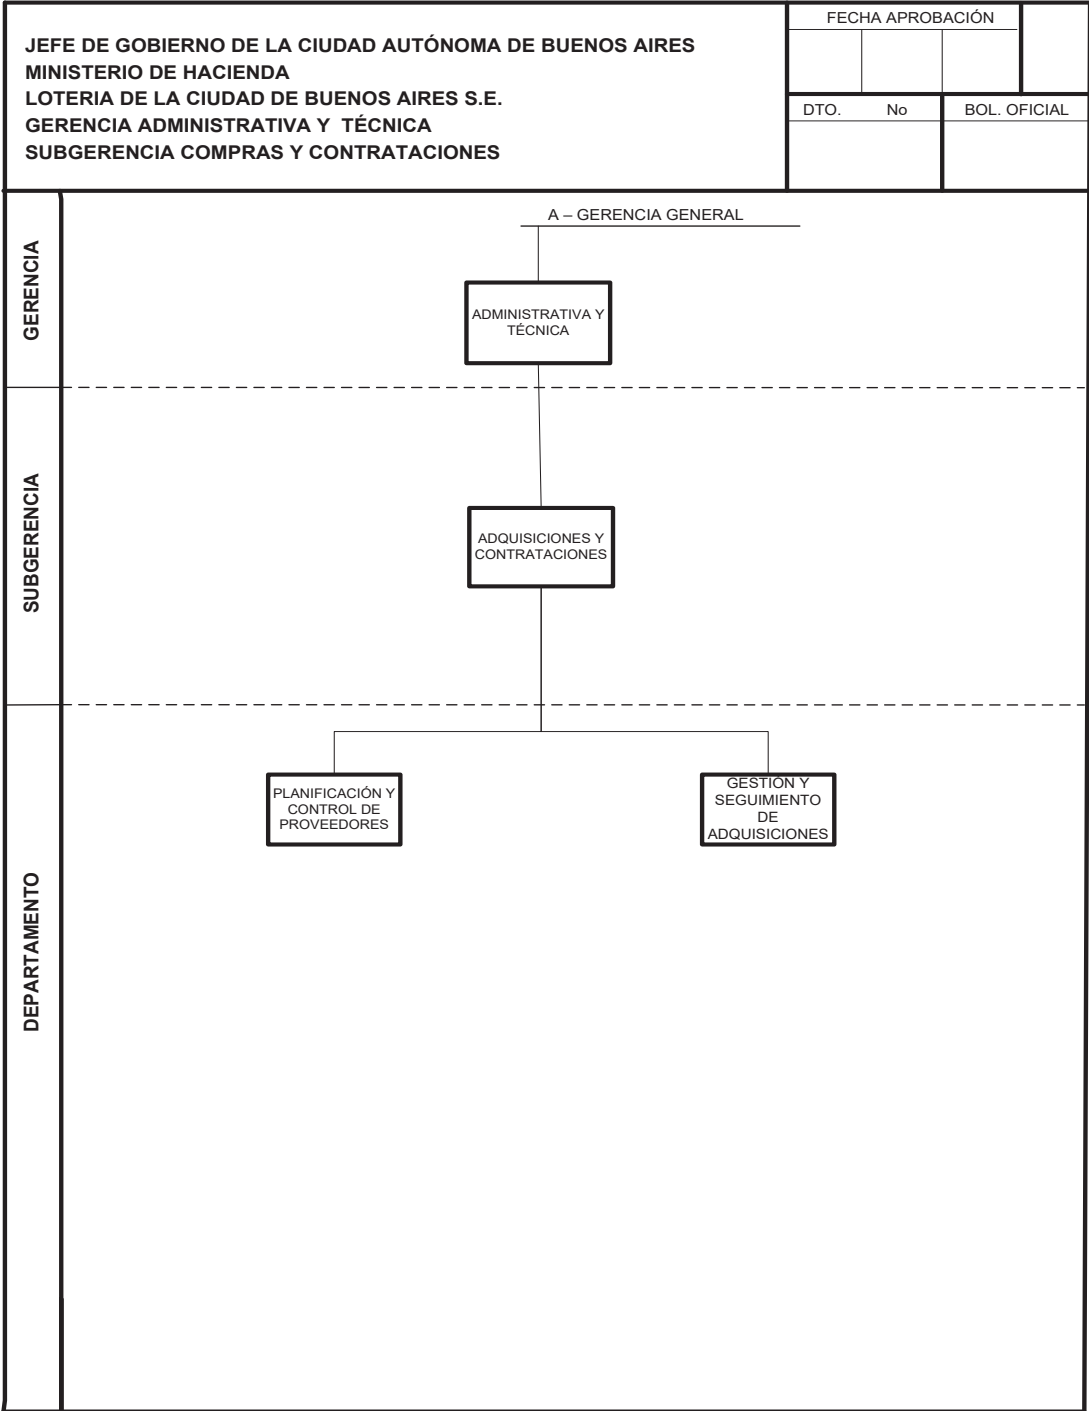 JEFE DE GOBIERNO DE LA CIUDAD AUTÓNOMA DE BUENOS AIRES
MINISTERIO DE HACIENDA
LOTERIA DE LA CIUDAD DE BUENOS AIRES S.E.
GERENCIA ADMINISTRATIVA Y TÉCNICA
SUBGERENCIA COMPRAS Y CONTRATACIONES
FECHA APROBACIÓN
DTO. No
BOL. OFICIAL
GERENCIA
A – GERENCIA GENERAL
ADMINISTRATIVA Y
TÉCNICA
SUBGERENCIA
ADQUISICIONES Y
CONTRATACIONES
DEPARTAMENTO
PLANIFICACIÓN Y
CONTROL DE
PROVEEDORES
GESTIÓN Y
SEGUIMIENTO
DE
ADQUISICIONES